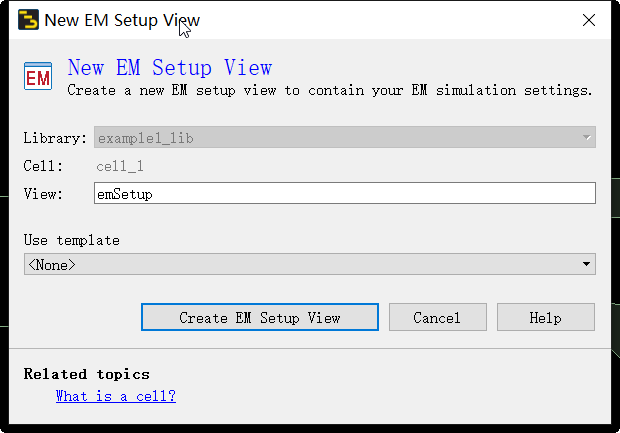 New EM Setup View
EM
New EM Setup View
Create a new EM setup view to contain your EM simulation settings.
Library: example1_lib
Cell: cell_1
View: emSetup
Use template
<None>
Create EM Setup View Cancel Help
Related topics
What is a cell?